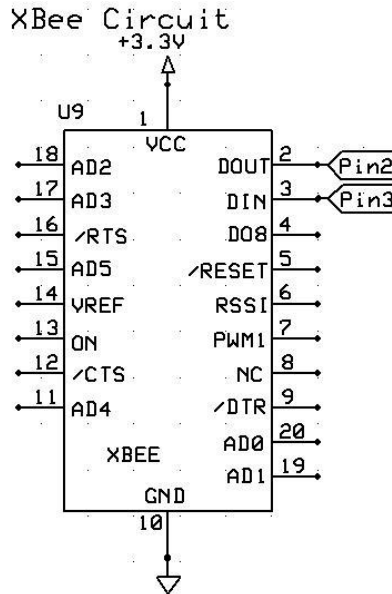 XBee Circuit
+3.3V
U9
1
VCC
18 AD2 DOUT 2 Pin2
17 AD3 DIN 3 Pin3
16 /RTS DO8 4
15 AD5 /RESET 5
14 VREF RSSI 6
13 ON PWM1 7
12 /CTS NC 8
11 AD4 /DTR 9
AD0 20
XBEE AD1 19
GND
10